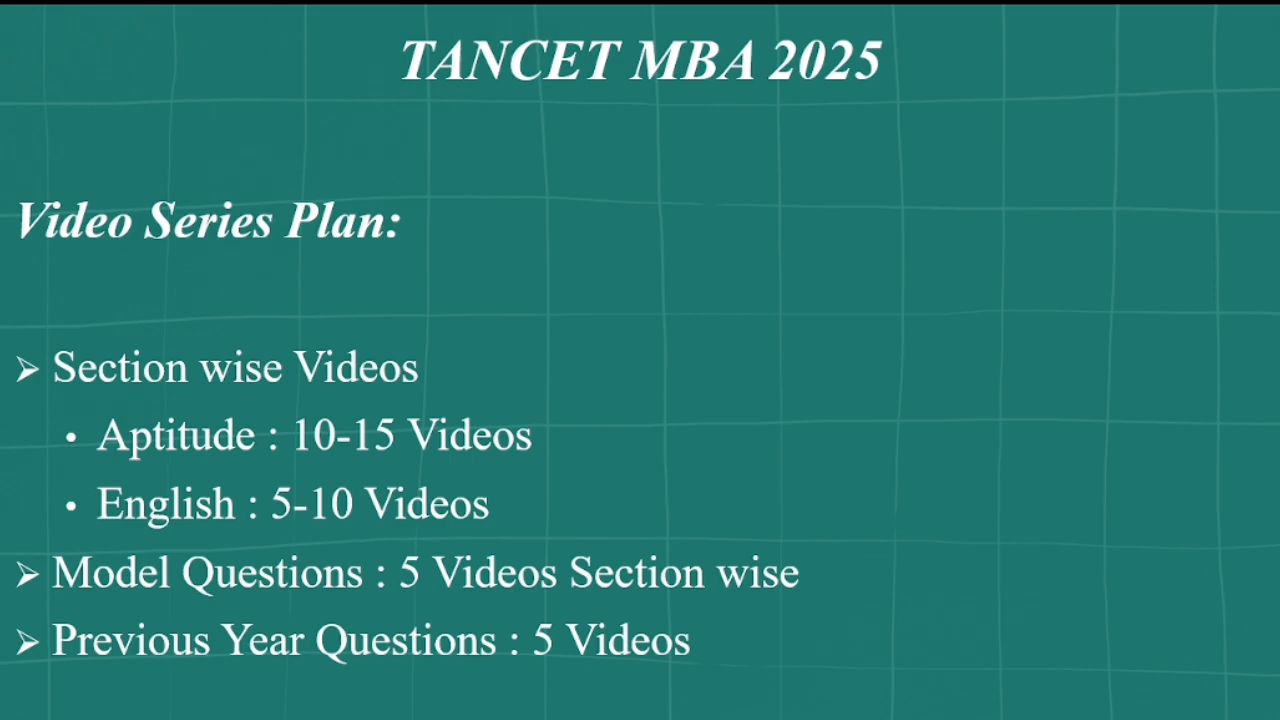 TANCET MBA 2025
Video Series Plan:
➢ Section wise Videos
• Aptitude : 10-15 Videos
• English : 5-10 Videos
➢ Model Questions : 5 Videos Section wise
➢ Previous Year Questions : 5 Videos